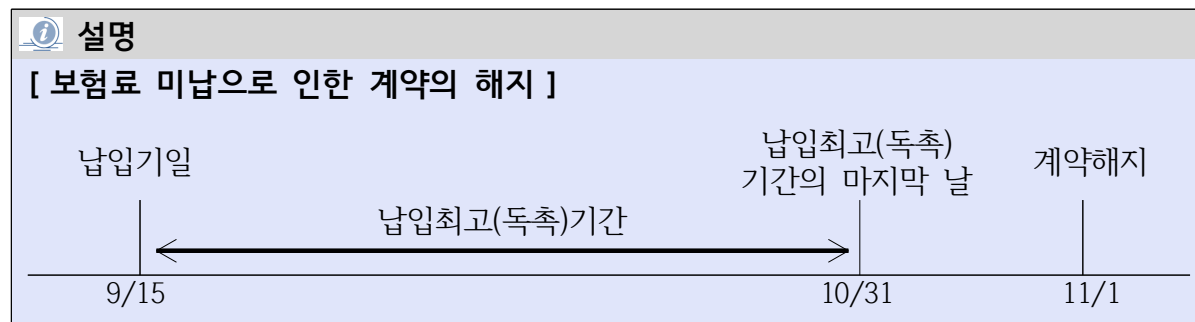 설명
[ 보험료 미납으로 인한 계약의 해지 ]
납입기일
납입최고(독촉)
기간의 마지막 날
계약해지
납입최고(독촉)기간
9/15
10/31
11/1